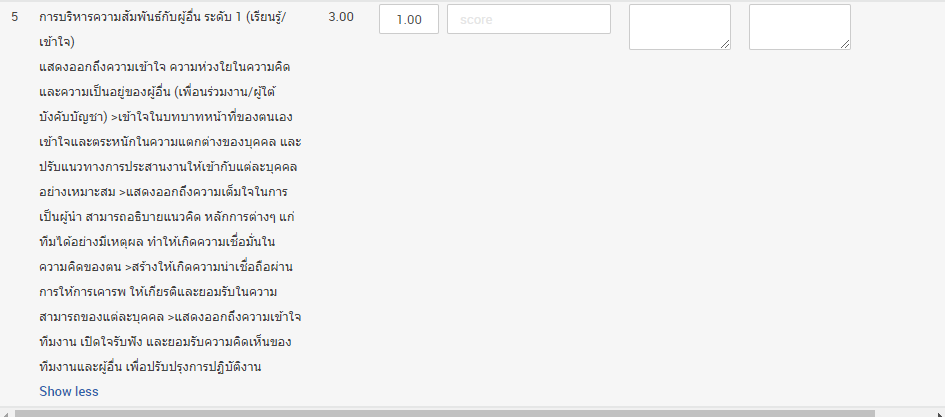 5 การบริหารความสัมพันธ์กับผู้อื่น ระดับ 1 (เรียนรู้/ 3.00 1.00 score
เข้าใจ)
แสดงออกถึงความเข้าใจ ความห่วงใยในความคิด
และความเป็นอยู่ของผู้อื่น (เพื่อนร่วมงาน/ผู้ใต้
บังคับบัญชา) >เข้าใจในบทบาทหน้าที่ของตนเอง
เข้าใจและตระหนักในความแตกต่างของบุคคล และ
ปรับแนวทางการประสานงานให้เข้ากับแต่ละบุคคล
อย่างเหมาะสม >แสดงออกถึงความเต็มใจในการ
เป็นผู้นำ สามารถอธิบายแนวคิด หลักการต่างๆ แก่
ทีมได้อย่างมีเหตุผล ทำให้เกิดความเชื่อมั่นใน
ความคิดของตน >สร้างให้เกิดความน่าเชื่อถือผ่าน
การให้การเคารพ ให้เกียรติและยอมรับในความ
สามารถของแต่ละบุคคล >แสดงออกถึงความเข้าใจ
ทีมงาน เปิดใจรับฟัง และยอมรับความคิดเห็นของ
ทีมงานและผู้อื่น เพื่อปรับปรุงการปฏิบัติงาน
Show less